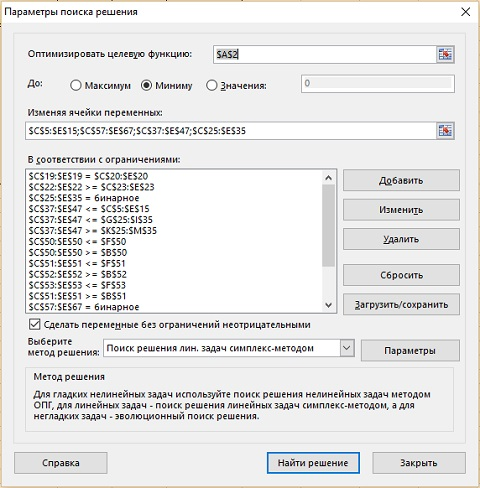 Параметры поиска решения
Оптимизировать целевую функцию:
$A$2
До:
Максимум
Миниму
Значения:
0
Изменяя ячейки переменных:
$C$5:$E$15;$C$57:$E$67;$C$37:$E$47;$C$25:$E$35
В соответствии с ограничениями:
$C$19:$E$19 = $C$20:$E$20
$C$22:$E$22 >= $C$23:$E$23
$C$25:$E$35 = бинарное
$C$37:$E$47 <= $C$5:$E$15
$C$37:$E$47 <= $G$25:$I$35
$C$37:$E$47 >= $K$25:$M$35
$C$50:$E$50 <= $F$50
$C$50:$E$50 >= $B$50
$C$51:$E$51 <= $F$51
$C$52:$E$52 >= $B$52
$C$53:$E$53 <= $F$53
$C$51:$E$51 >= $B$51
$C$57:$E$67 = бинарное
Добавить
Изменить
Удалить
Сбросить
Загрузить/сохранить
Сделать переменные без ограничений неотрицательными
Выберите
метод решения:
Поиск решения лин. задач симплекс-методом
Параметры
Метод решения
Для гладких нелинейных задач используйте поиск решения нелинейных задач методом
ОПГ, для линейных задач - поиск решения линейных задач симплекс-методом, а для
негладких задач - эволюционный поиск решения.
Справка
Найти решение
Закрыть